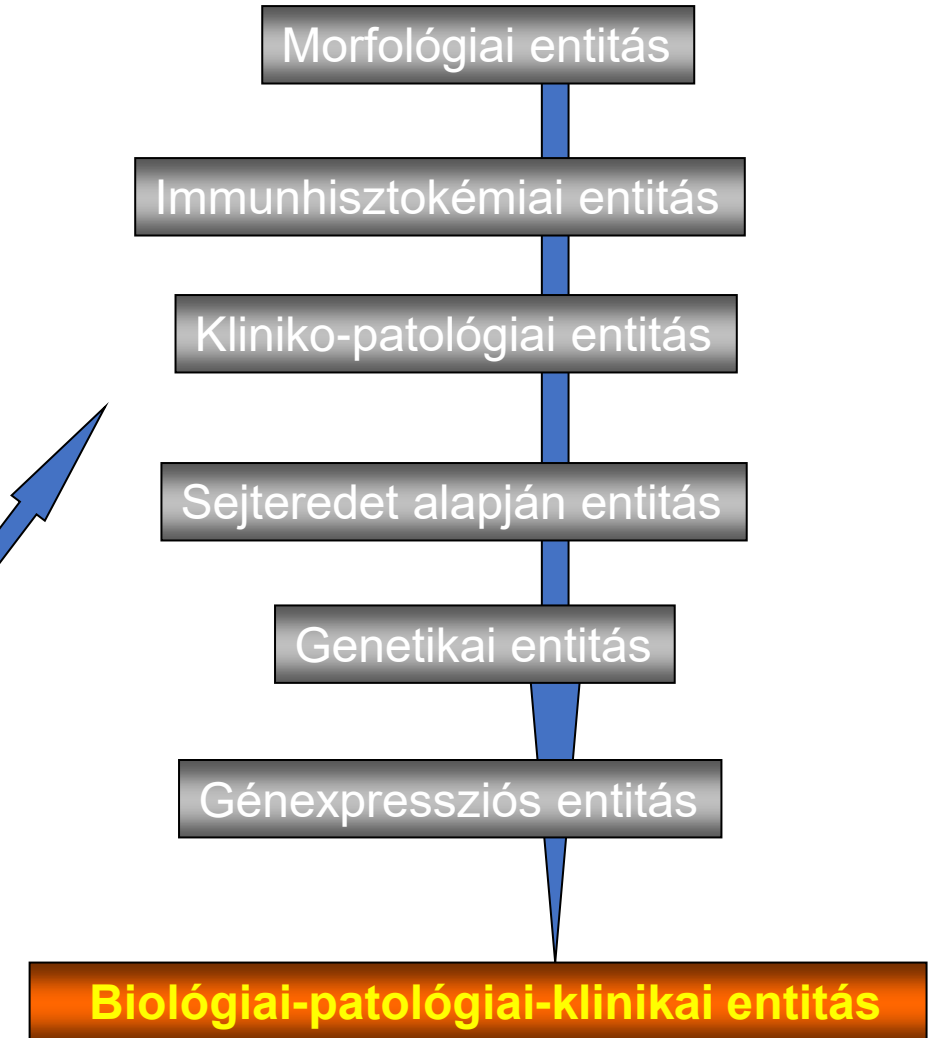 Morfológiai entitás
Immunhisztokémiai entitás
Kliniko-patológiai entitás
Sejteredet alapján entitás
Genetikai entitás
Génexpressziós entitás
Biológiai-patológiai-klinikai entitás